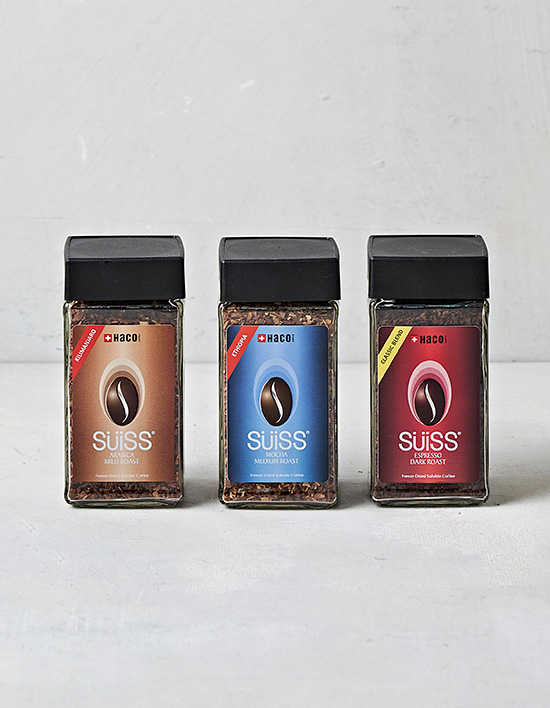 KILIMANJARO
HACO
SÜISS®
ARABICA
MILD ROAST
Freeze Dried Soluble Coffee
ETHIOPIA
HACO
SÜISS®
MOCHA
MEDIUM ROAST
Freeze Dried Soluble Coffee
CLASSIC BLEND
HACO
SÜISS®
ESPRESSO
DARK ROAST
Freeze Dried Soluble Coffee